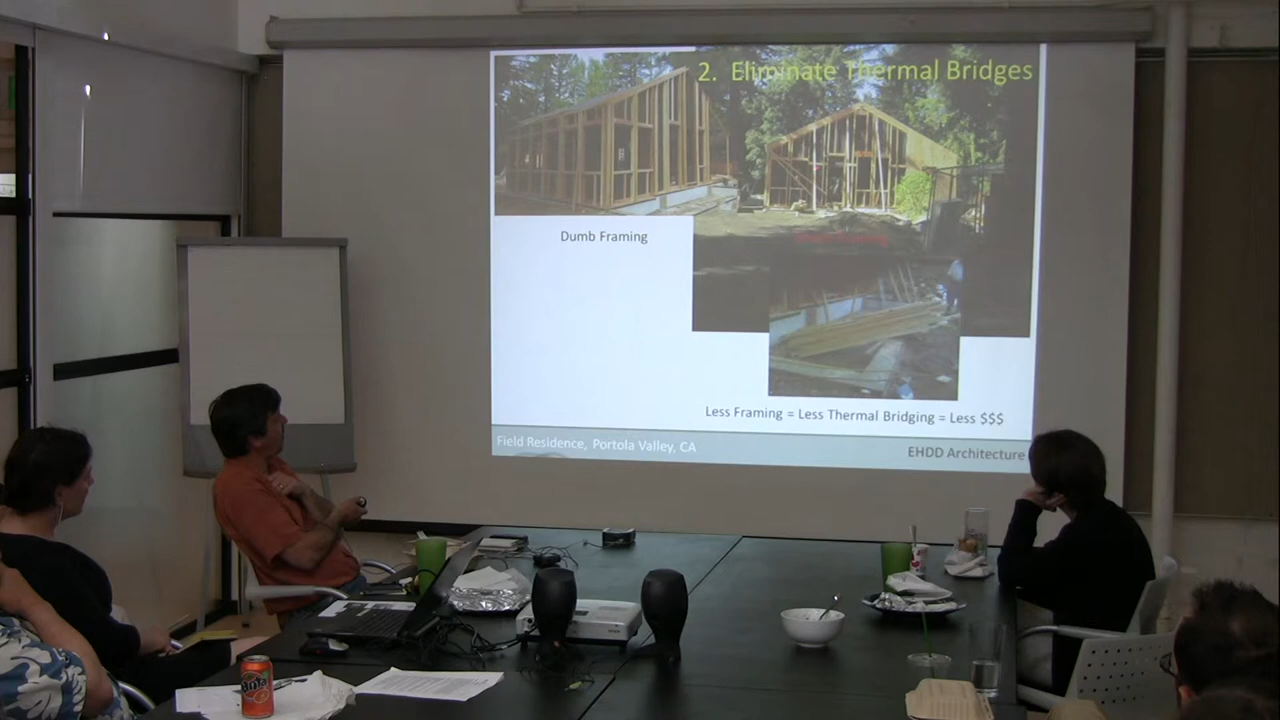 2. Eliminate Thermal Bridges
Dumb Framing
Less Framing = Less Thermal Bridging = Less $$$
Field Residence, Portola Valley, CA
EHDD Architecture